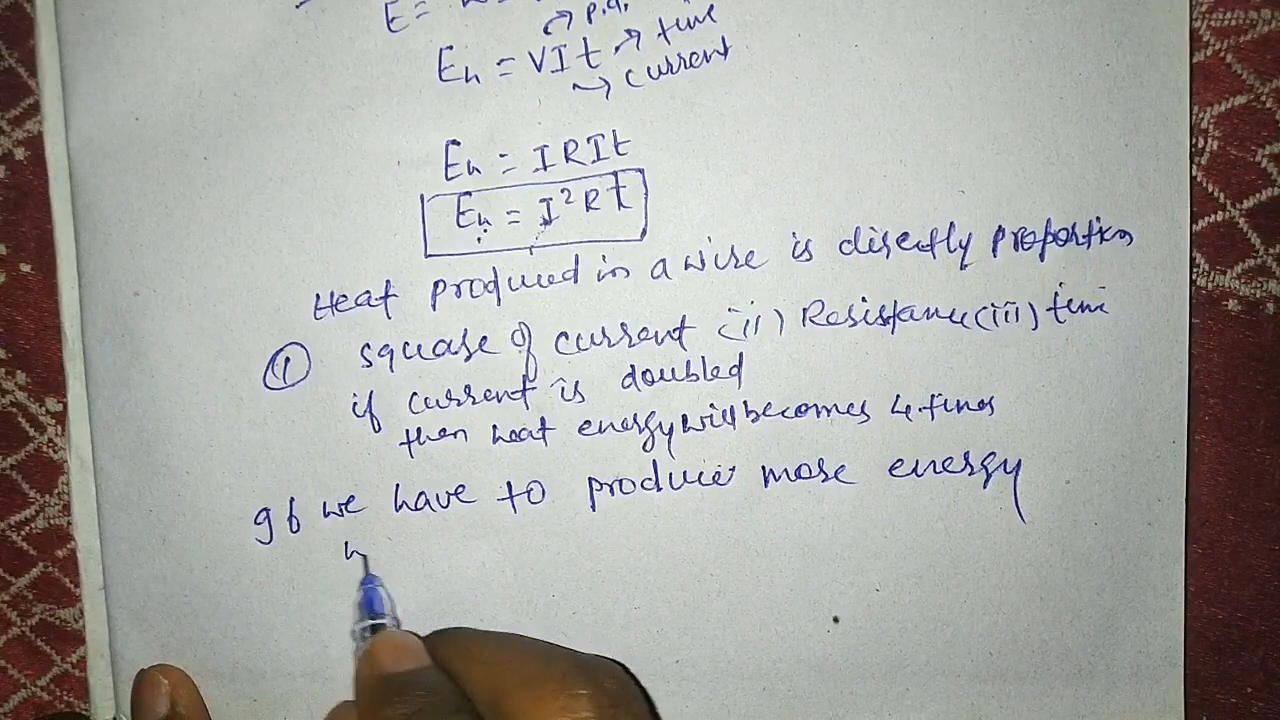 E =
→ p.d.
Eh = VIt → time
→ current
Eh = IRIt
Eh = I²Rt
Heat produced in a wire is directly proportion
① square of current (ii) Resistance (iii) time
if current is doubled
then heat energy will becomes 4 times
If we have to produce more energy